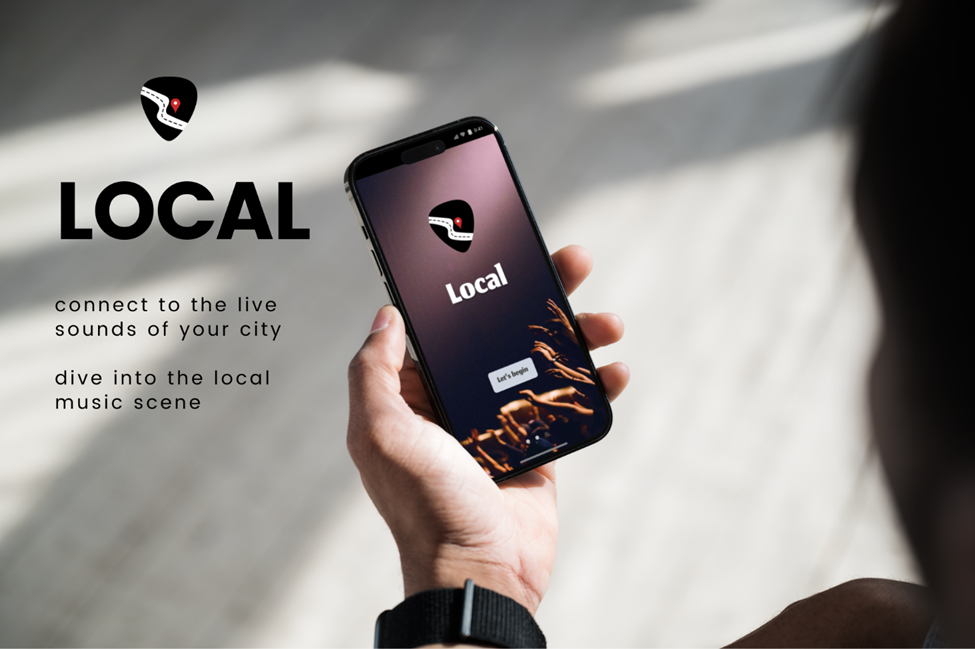 LOCAL
connect to the live
sounds of your city
dive into the local
music scene
Local
Let's begin